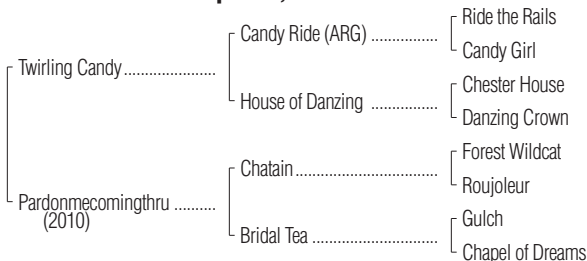 Ride the Rails
Candy Ride (ARG) ................
Candy Girl
Twirling Candy......................
Chester House
House of Danzing ................
Danzing Crown
Forest Wildcat
Chatain..................................
Roujoleur
Pardonmecomingthru ..........
(2010)
Gulch
Bridal Tea ..............................
Chapel of Dreams